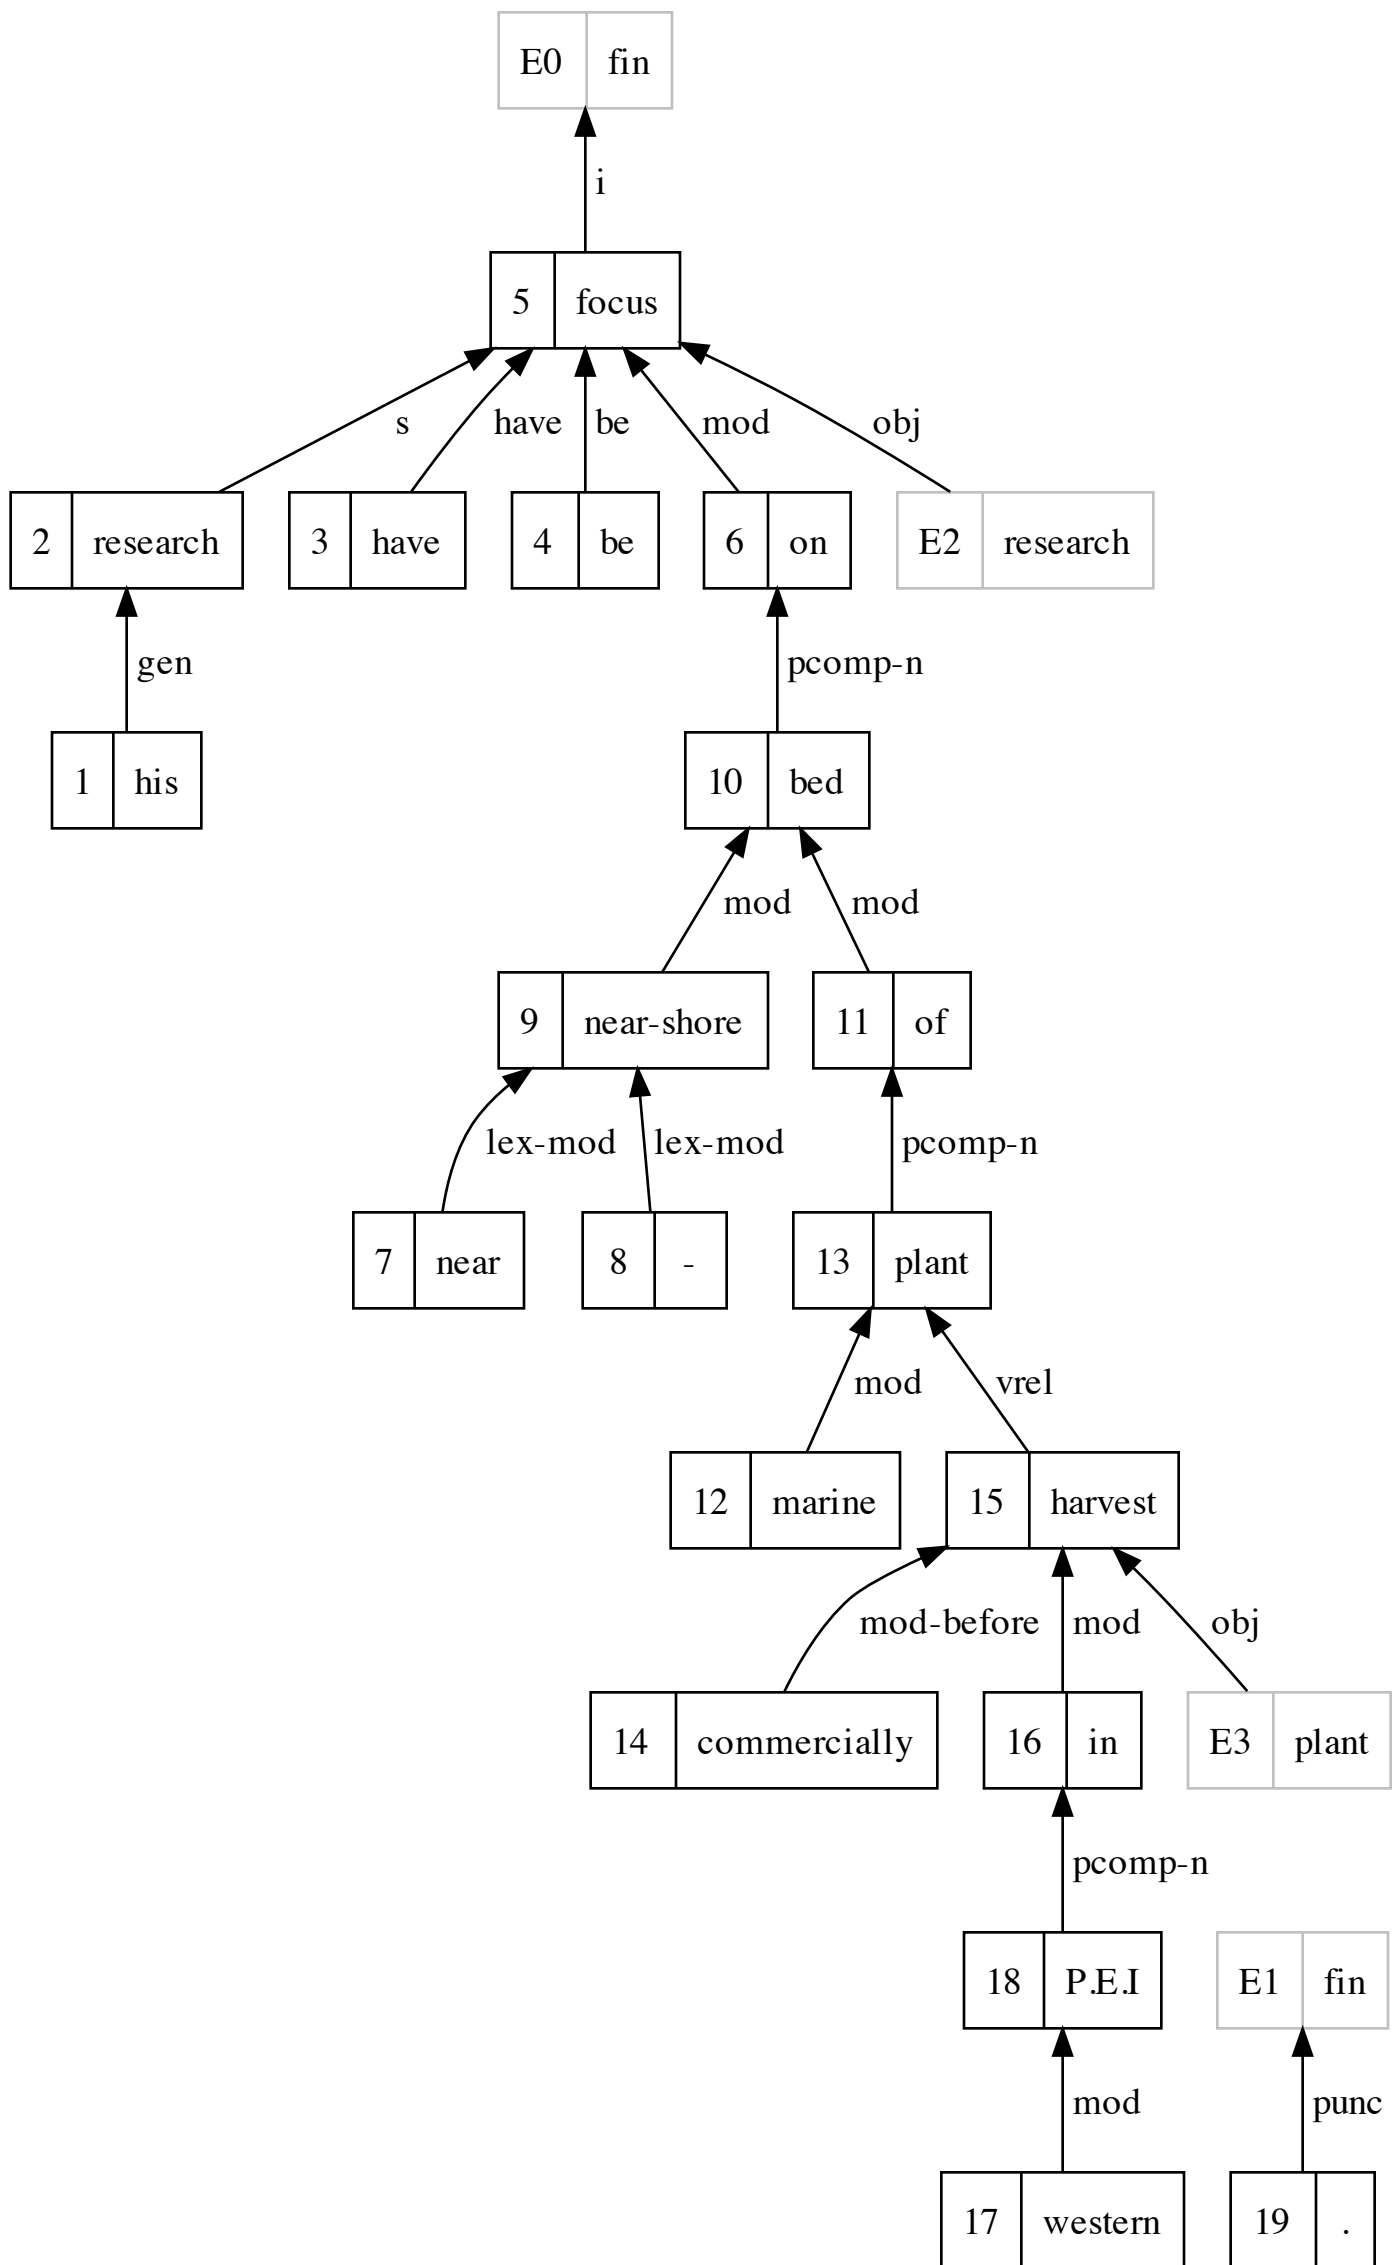 E0 fin
i
5 focus
s have be mod obj
2 research 3 have 4 be 6 on E2 research
gen pcomp-n
1 his 10 bed
mod mod
9 near-shore 11 of
lex-mod lex-mod pcomp-n
7 near 8 - 13 plant
mod vrel
12 marine 15 harvest
mod-before mod obj
14 commercially 16 in E3 plant
pcomp-n
18 P.E.I E1 fin
mod punc
17 western 19 .